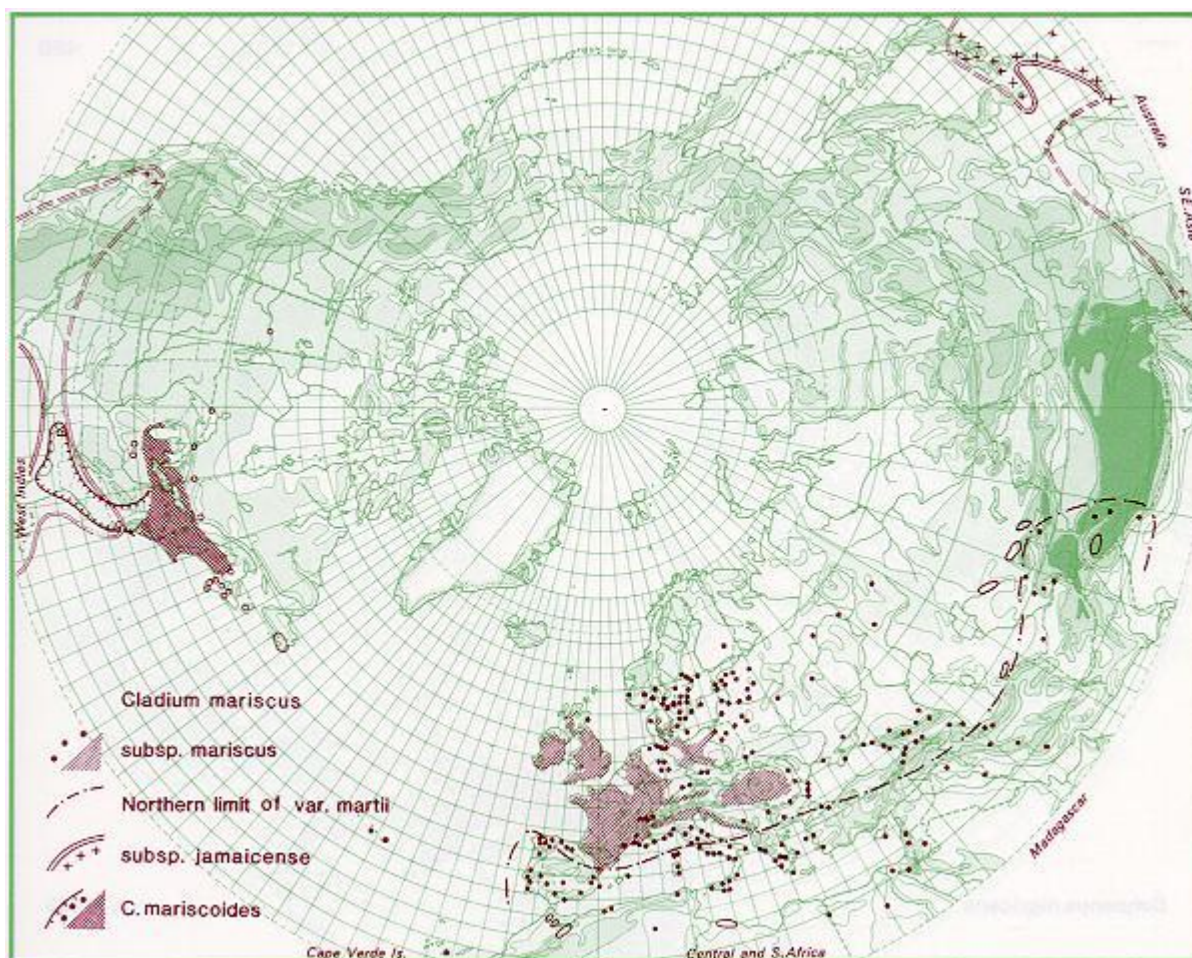 Australia
S.E. Asia
West Indies
Cladium mariscus
subsp. mariscus
Northern limit of var. martii
subsp. jamaicense
C. mariscoides
Madagascar
Cape Verde Is.
Central and S. Africa